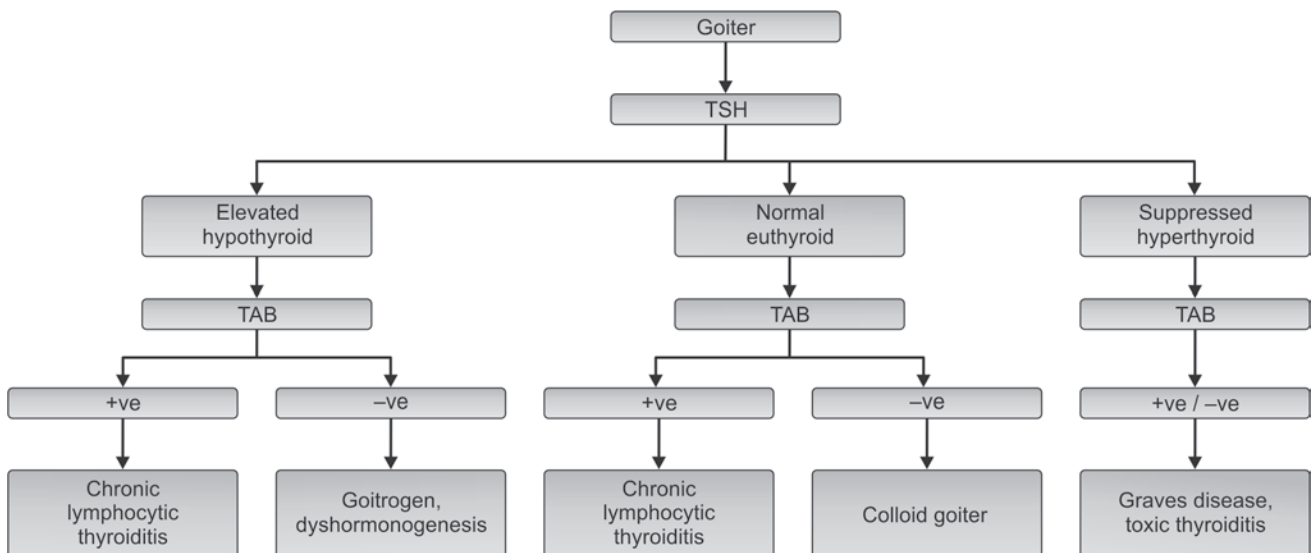 Goiter
TSH
Elevated
hypothyroid
Normal
euthyroid
Suppressed
hyperthyroid
TAB
TAB
TAB
+ve
–ve
+ve
–ve
+ve / –ve
Chronic
lymphocytic
thyroiditis
Goitrogen,
dyshormonogenesis
Chronic
lymphocytic
thyroiditis
Colloid goiter
Graves disease,
toxic thyroiditis